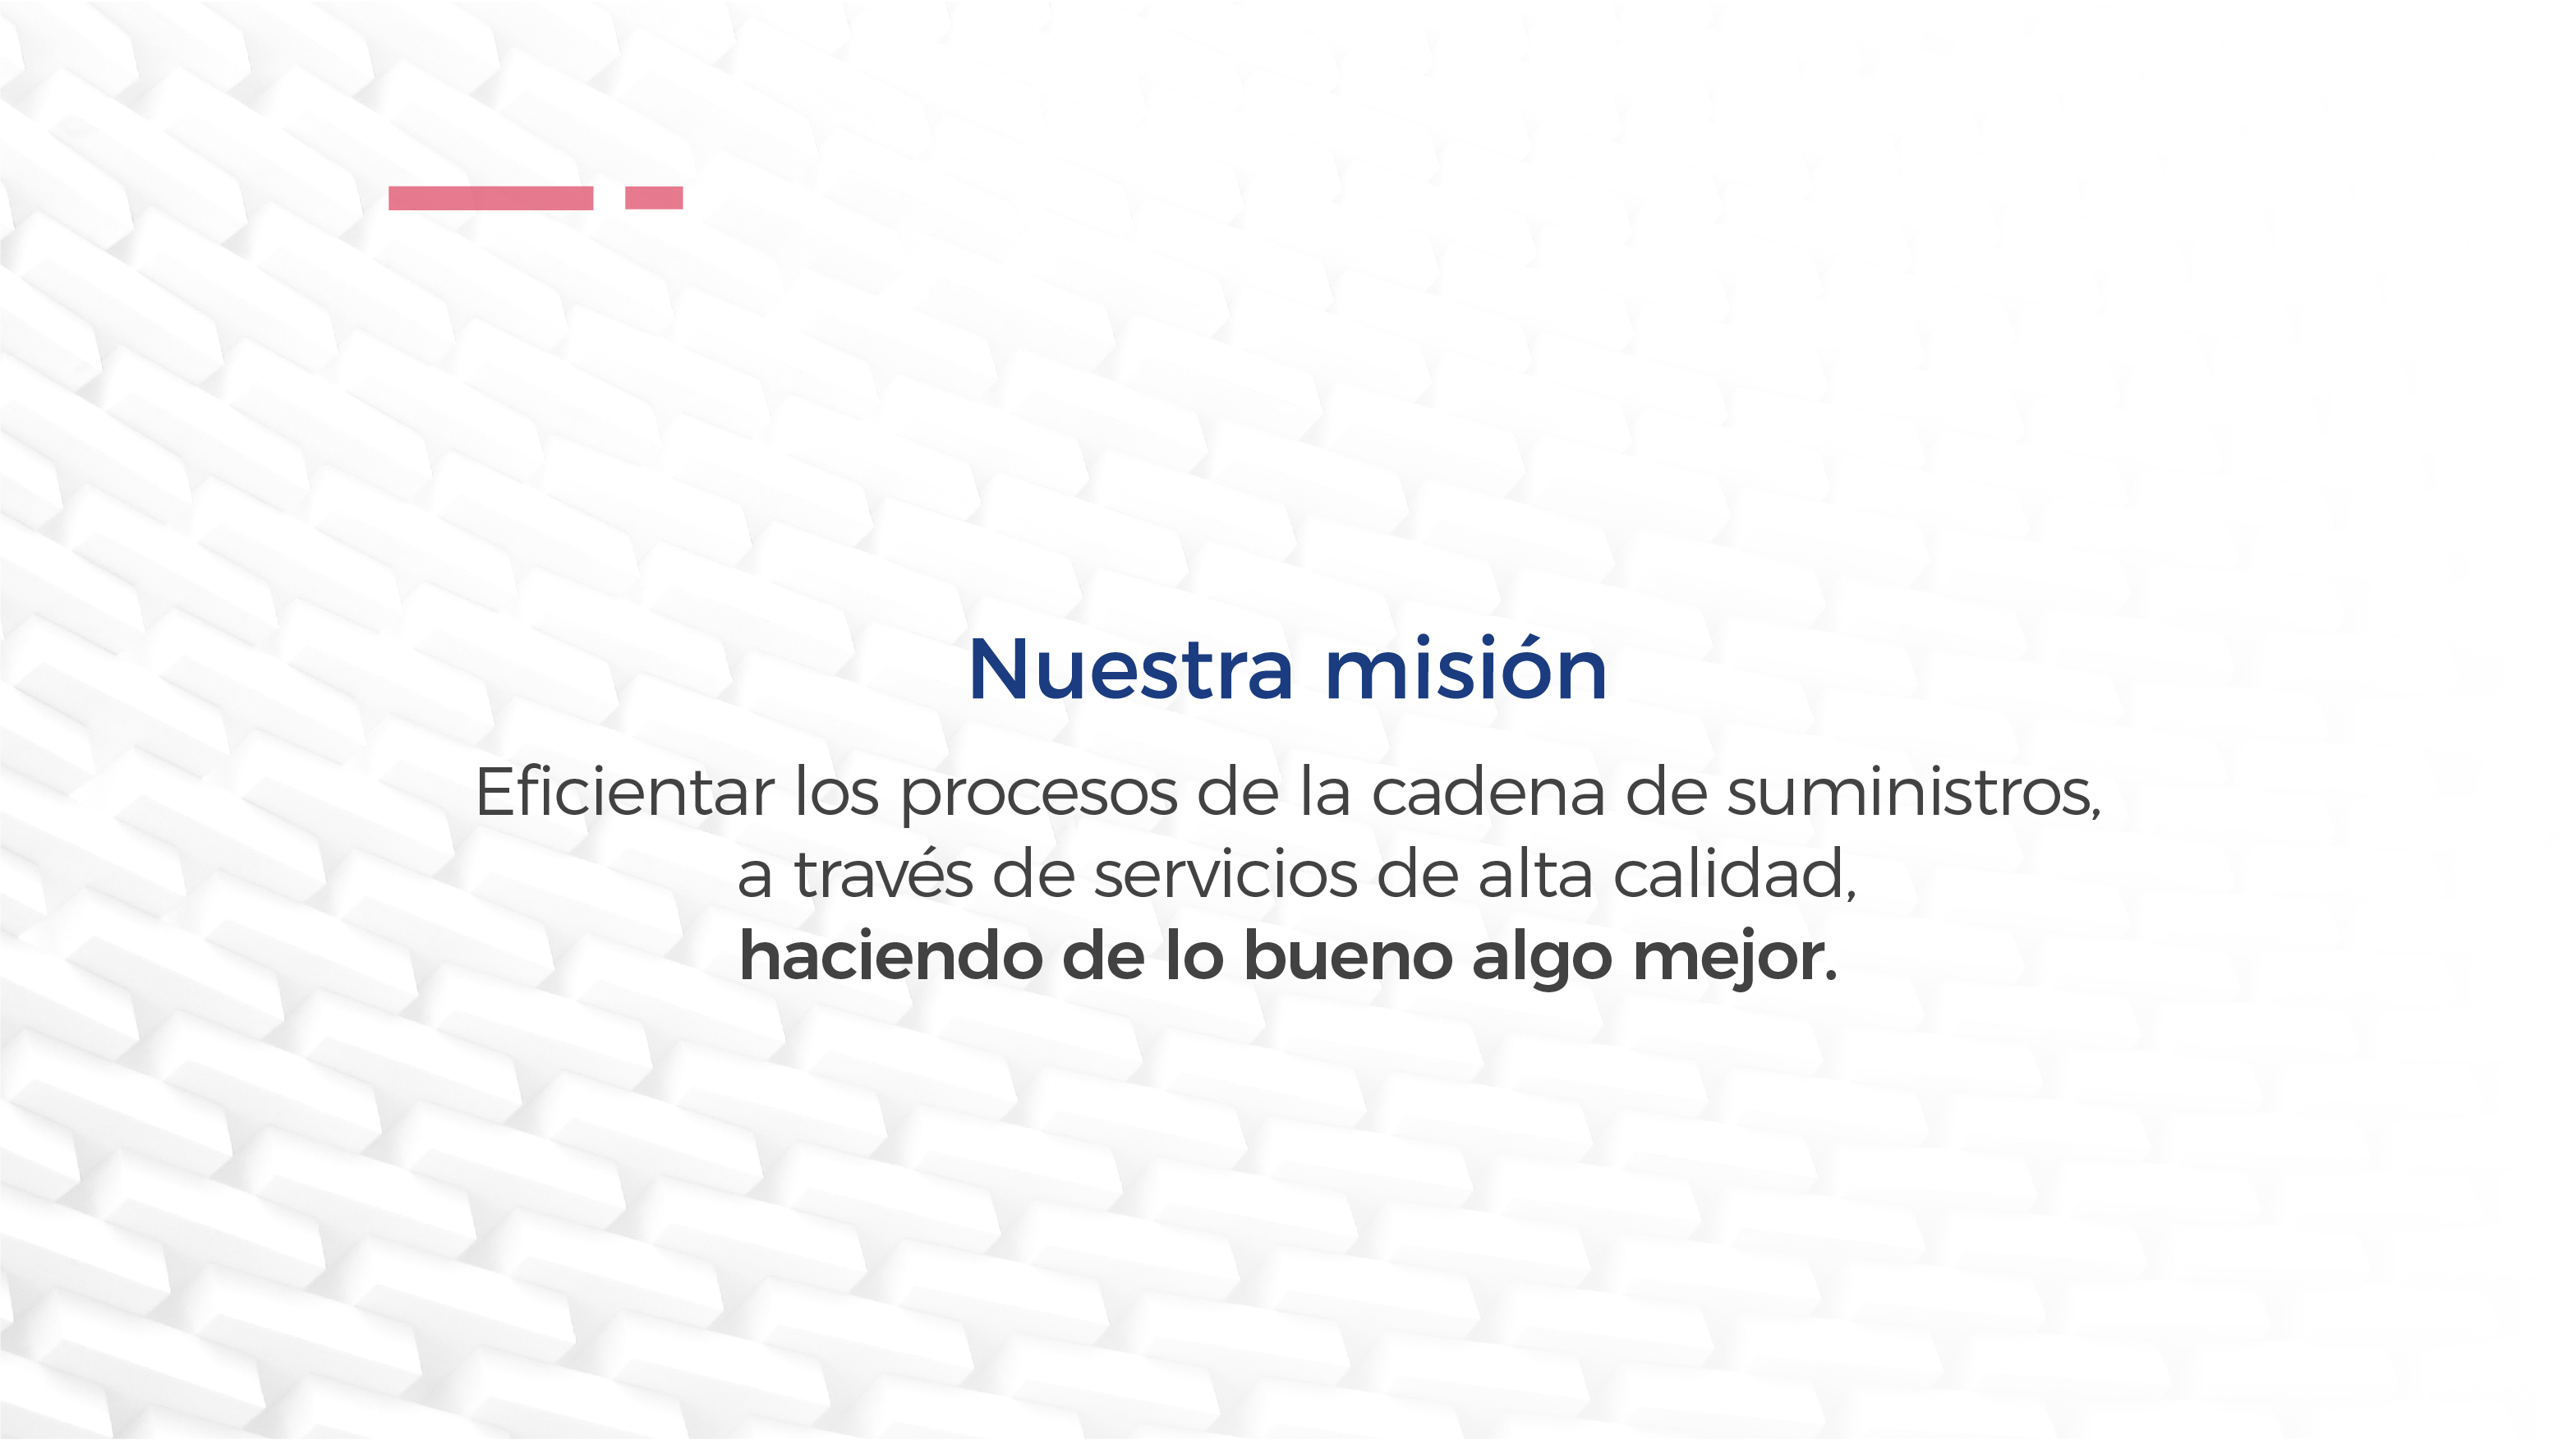 Nuestra misión
Eficientar los procesos de la cadena de suministros,
a través de servicios de alta calidad,
haciendo de lo bueno algo mejor.